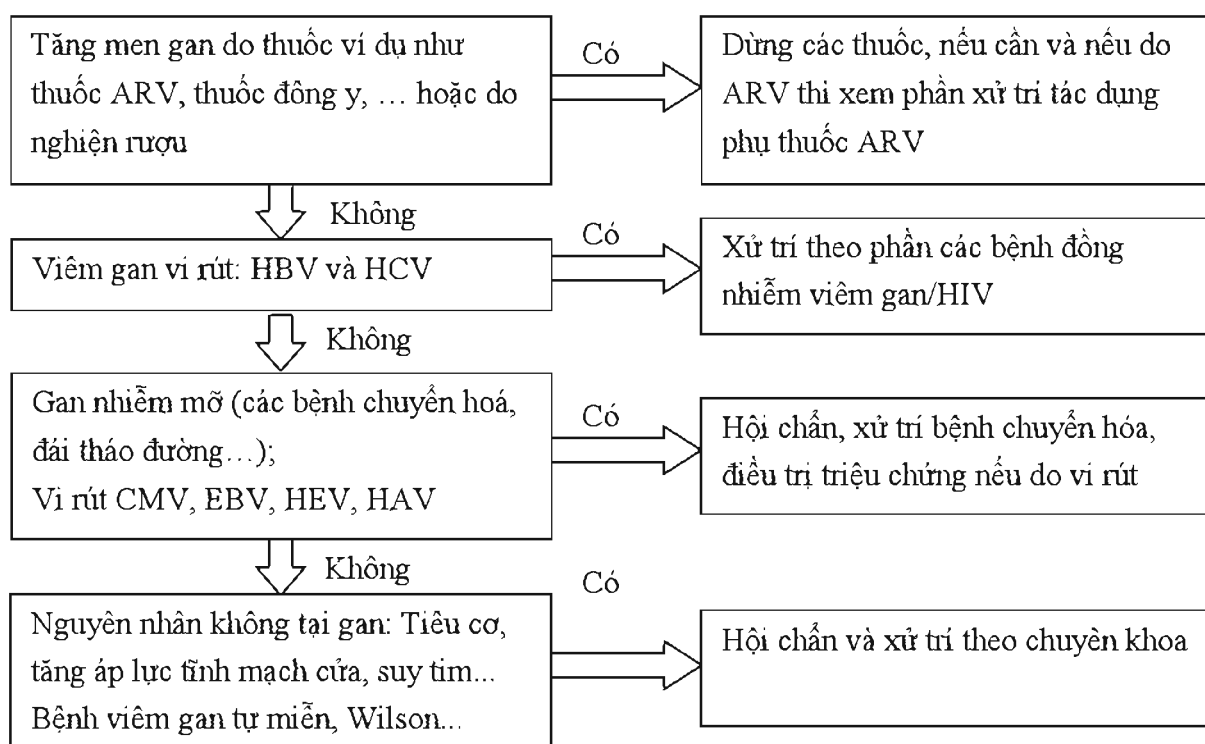 Tăng men gan do thuốc ví dụ như
thuốc ARV, thuốc đông y, … hoặc do
nghiện rượu
Có
Dừng các thuốc, nếu cần và nếu do
ARV thi xem phần xử trí tác dụng
phụ thuốc ARV
Không
Viêm gan vi rút: HBV và HCV
Có
Xử trí theo phần các bệnh đồng
nhiễm viêm gan/HIV
Không
Gan nhiễm mỡ (các bệnh chuyển hoá,
đái tháo đường…);
Vi rút CMV, EBV, HEV, HAV
Có
Hội chẩn, xử trí bệnh chuyển hóa,
điều trị triệu chứng nếu do vi rút
Không
Nguyên nhân không tại gan: Tiêu cơ,
tăng áp lực tĩnh mạch cửa, suy tim...
Bệnh viêm gan tự miễn, Wilson...
Có
Hội chẩn và xử trí theo chuyên khoa